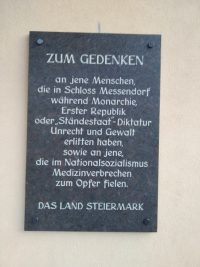 ZUM GEDENKEN
an jene Menschen,
die in Schloss Messendorf
während Monarchie,
Erster Republik
oder „Ständestaat"-Diktatur
Unrecht und Gewalt
erlitten haben,
sowie an jene,
die im Nationalsozialismus
Medizinverbrechen
zum Opfer fielen.
DAS LAND STEIERMARK